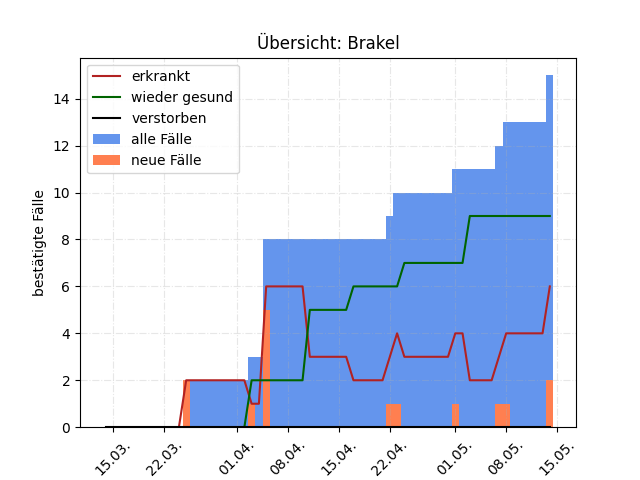 Übersicht: Brakel
erkrankt
wieder gesund
verstorben
alle Fälle
neue Fälle
bestätigte Fälle
14
12
10
8
6
4
2
0
15.03.
22.03.
01.04.
08.04.
15.04.
22.04.
01.05.
08.05.
15.05.